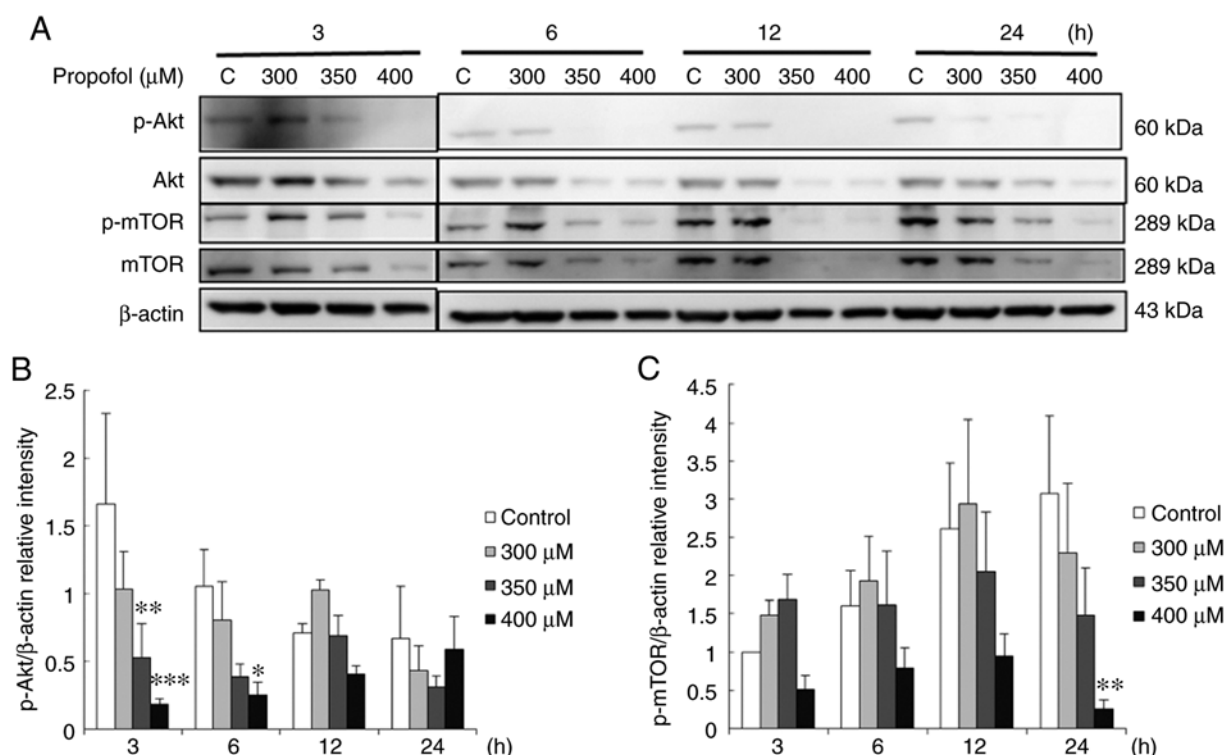 A
3 6 12 24 (h)
Propofol (μM) C 300 350 400 C 300 350 400 C 300 350 400 C 300 350 400
p-Akt 60 kDa
Akt 60 kDa
p-mTOR 289 kDa
mTOR 289 kDa
β-actin 43 kDa
B
p-Akt/β-actin relative intensity
2.5
2
1.5
1
0.5
0
**
***
*
3 6 12 24 (h)
Control
300 μM
350 μM
400 μM
C
p-mTOR/β-actin relative intensity
4.5
4
3.5
3
2.5
2
1.5
1
0.5
0
**
3 6 12 24 (h)
Control
300 μM
350 μM
400 μM